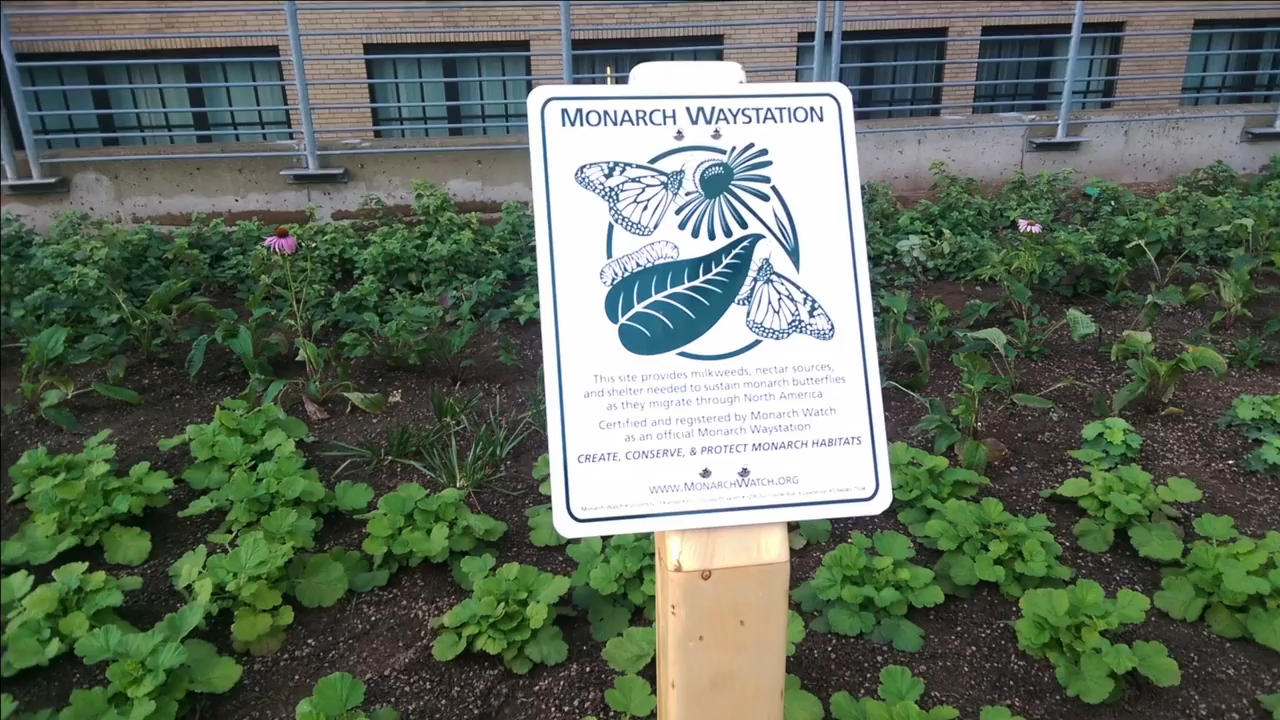 MONARCH WAYSTATION
This site provides milkweeds, nectar sources,
and shelter needed to sustain monarch butterflies
as they migrate through North America
Certified and registered by Monarch Watch
as an official Monarch Waystation
CREATE, CONSERVE, & PROTECT MONARCH HABITATS
WWW.MONARCHWATCH.ORG